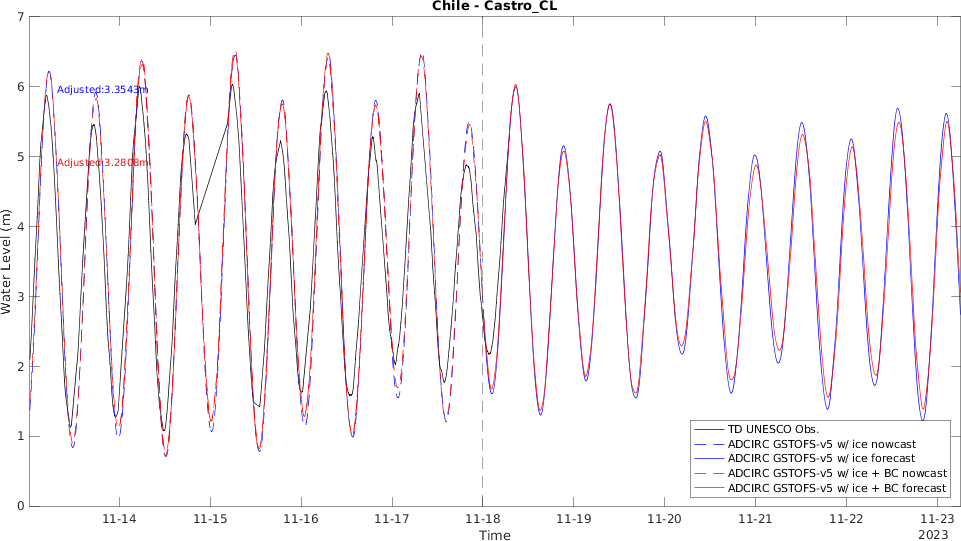 Chile - Castro_CL
7
6
5
4
3
2
1
0
Water Level (m)
Adjusted:3.3543m
Adjusted:3.2808m
TD UNESCO Obs.
ADCIRC GSTOFS-v5 w/ ice nowcast
ADCIRC GSTOFS-v5 w/ ice forecast
ADCIRC GSTOFS-v5 w/ ice + BC nowcast
ADCIRC GSTOFS-v5 w/ ice + BC forecast
11-14 11-15 11-16 11-17 11-18 11-19 11-20 11-21 11-22 11-23
Time
2023